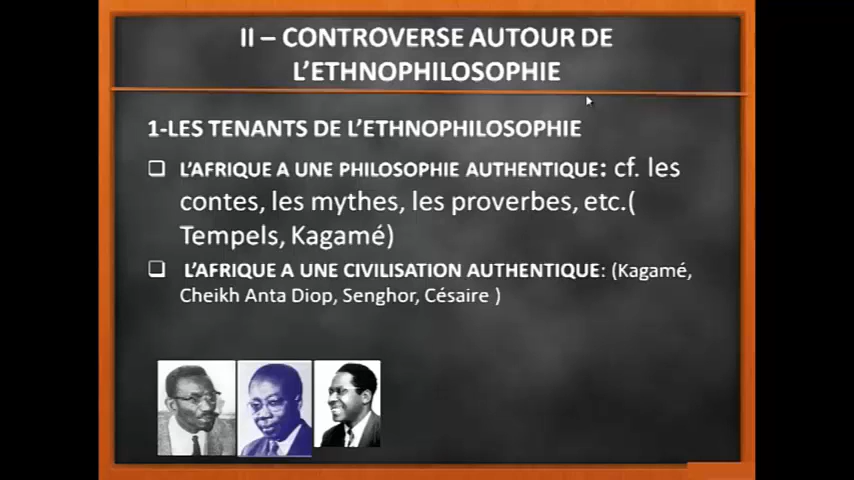 II – CONTROVERSE AUTOUR DE
L'ETHNOPHILOSOPHIE
1-LES TENANTS DE L'ETHNOPHILOSOPHIE
L'AFRIQUE A UNE PHILOSOPHIE AUTHENTIQUE: cf. les
contes, les mythes, les proverbes, etc.(
Tempels, Kagamé)
L'AFRIQUE A UNE CIVILISATION AUTHENTIQUE: (Kagamé,
Cheikh Anta Diop, Senghor, Césaire )